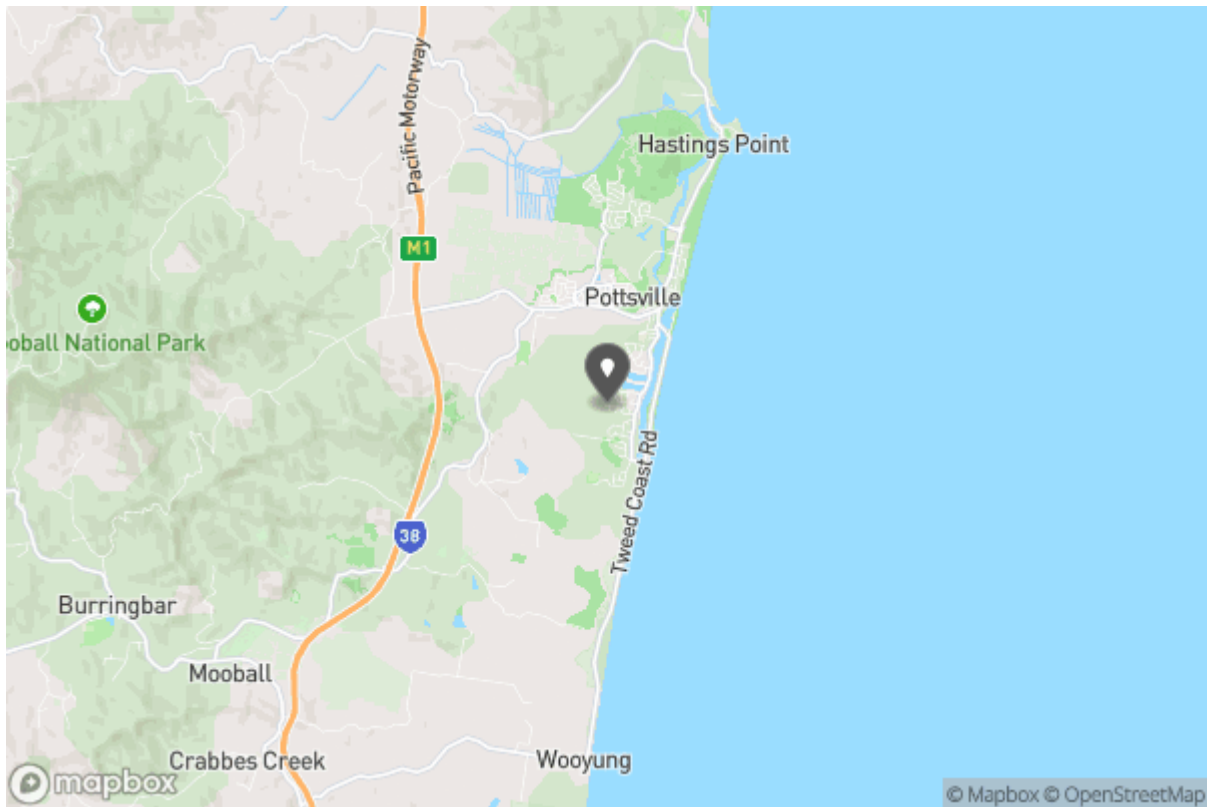 Pacific Motorway
Hastings Point
M1
Pottsville
ooball National Park
Tweed Coast Rd
38
Burringbar
Mooball
Crabbes Creek
Wooyung
mapbox
© Mapbox © OpenStreetMap